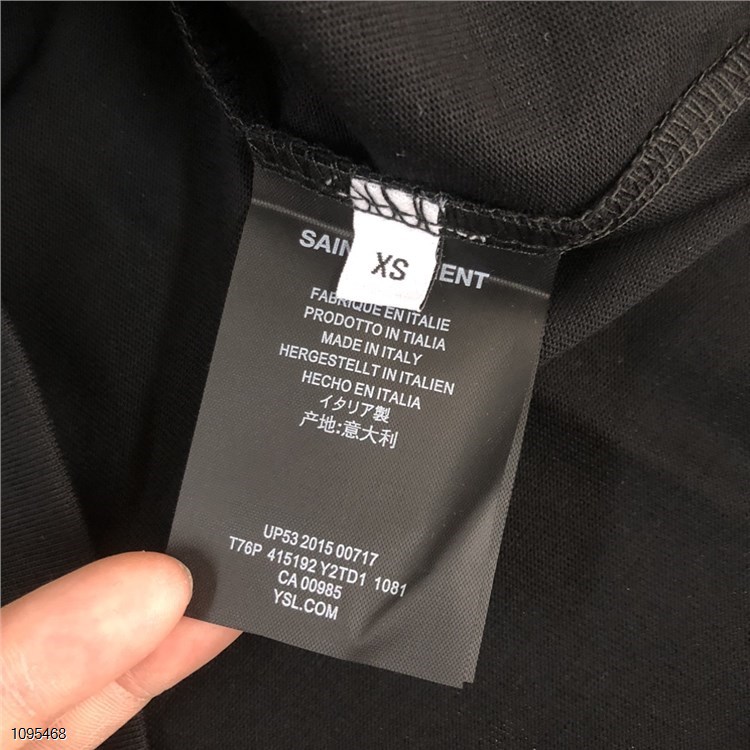 SAIN
XS
ENT
FABRIQUE EN ITALIE
PRODOTTO IN TIALIA
MADE IN ITALY
HERGESTELLT IN ITALIEN
HECHO EN ITALIA
イタリア製
产地:意大利
UP53 2015 00717
T76P 415192 Y2TD1 1081
CA 00985
YSL.COM
1095468